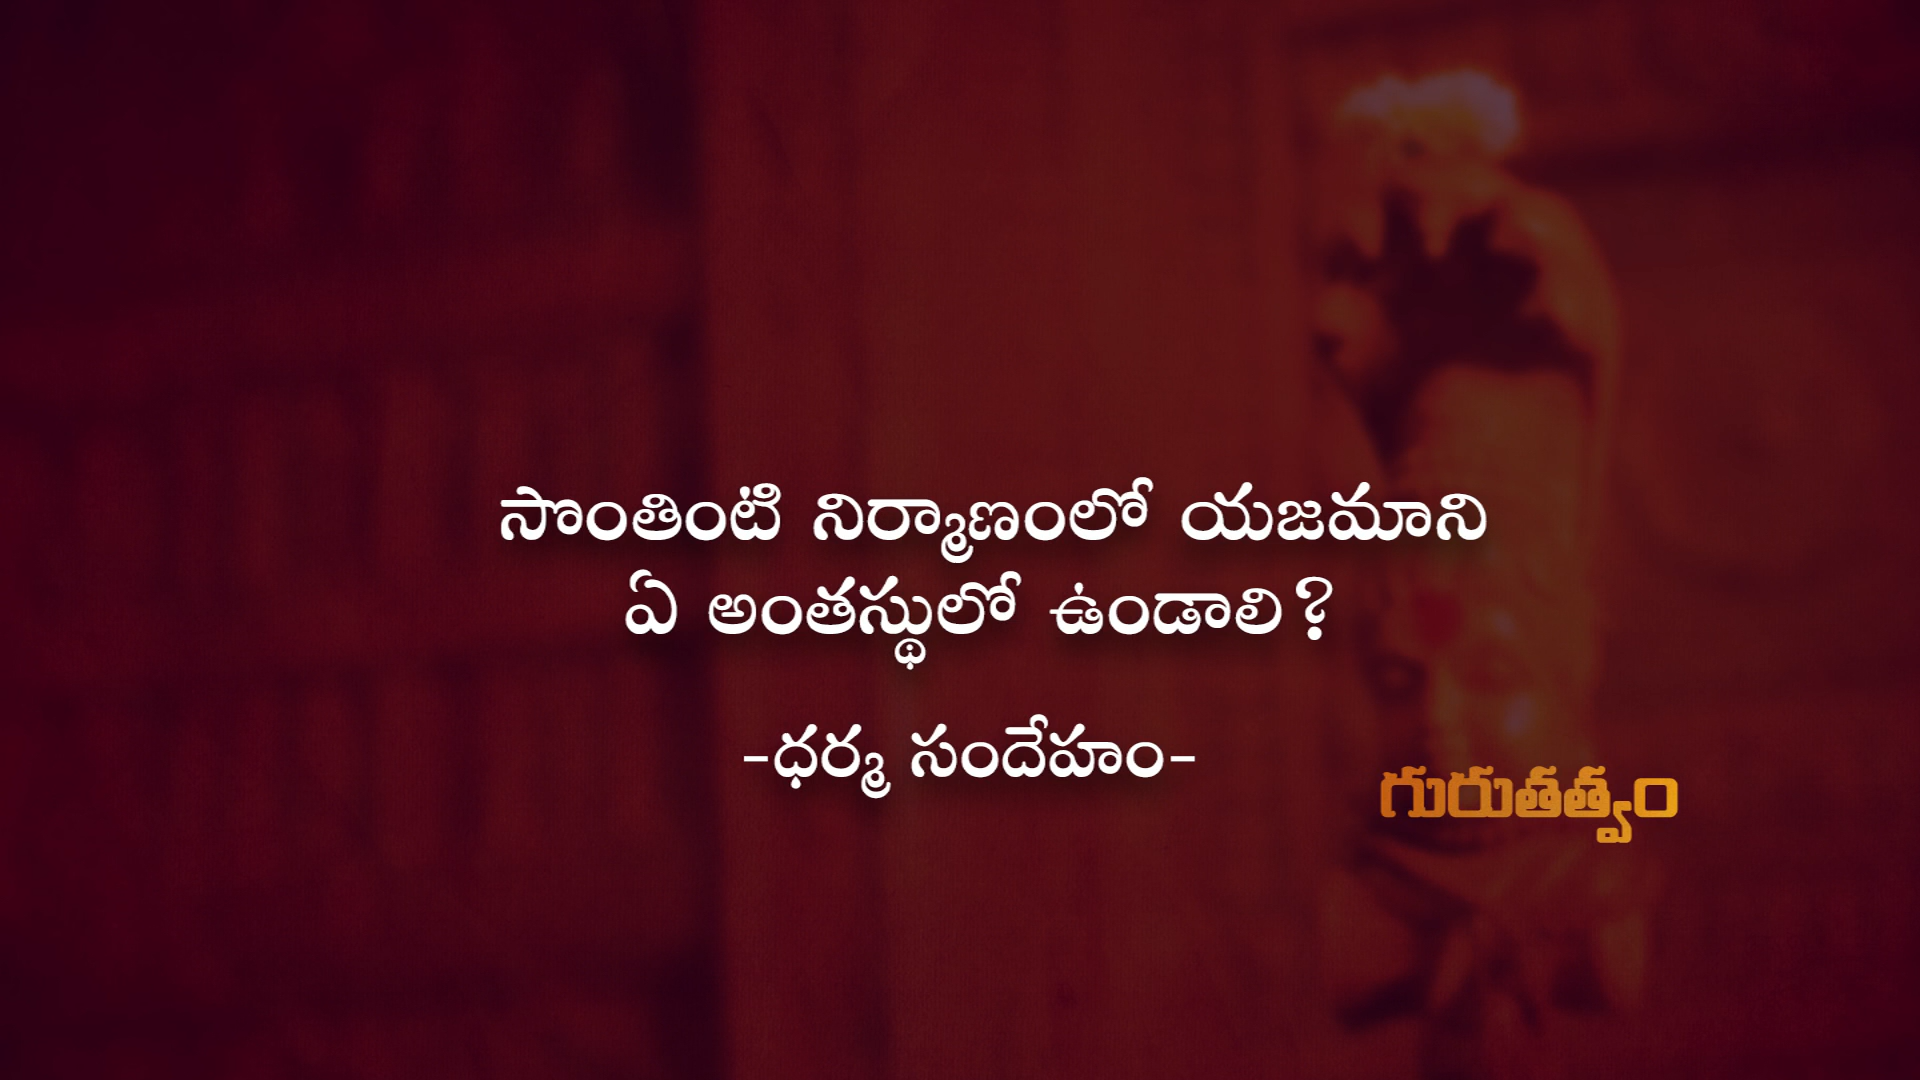 సొంతింటి నిర్మాణంలో యజమాని
ఏ అంతస్థులో ఉండాలి?
-ధర్మ సందేహం-
గురుతత్వం